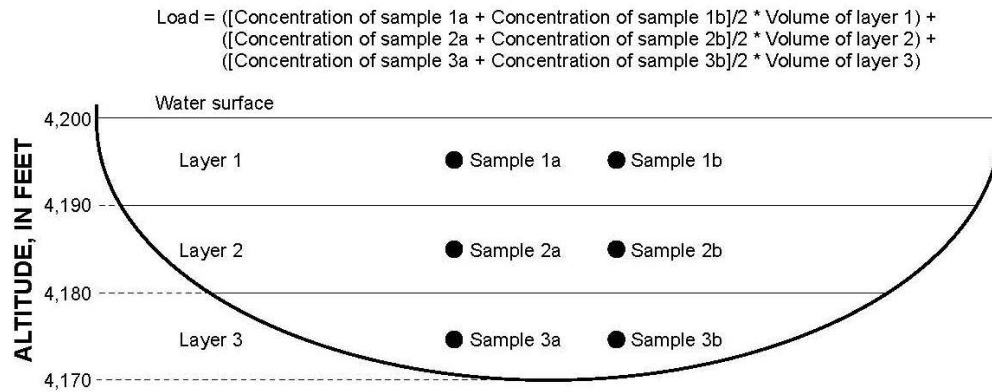 Load = ([Concentration of sample 1a + Concentration of sample 1b]/2 * Volume of layer 1) +
([Concentration of sample 2a + Concentration of sample 2b]/2 * Volume of layer 2) +
([Concentration of sample 3a + Concentration of sample 3b]/2 * Volume of layer 3)
Water surface
4,200
Layer 1 Sample 1a Sample 1b
4,190
Layer 2 Sample 2a Sample 2b
4,180
Layer 3 Sample 3a Sample 3b
4,170
ALTITUDE, IN FEET